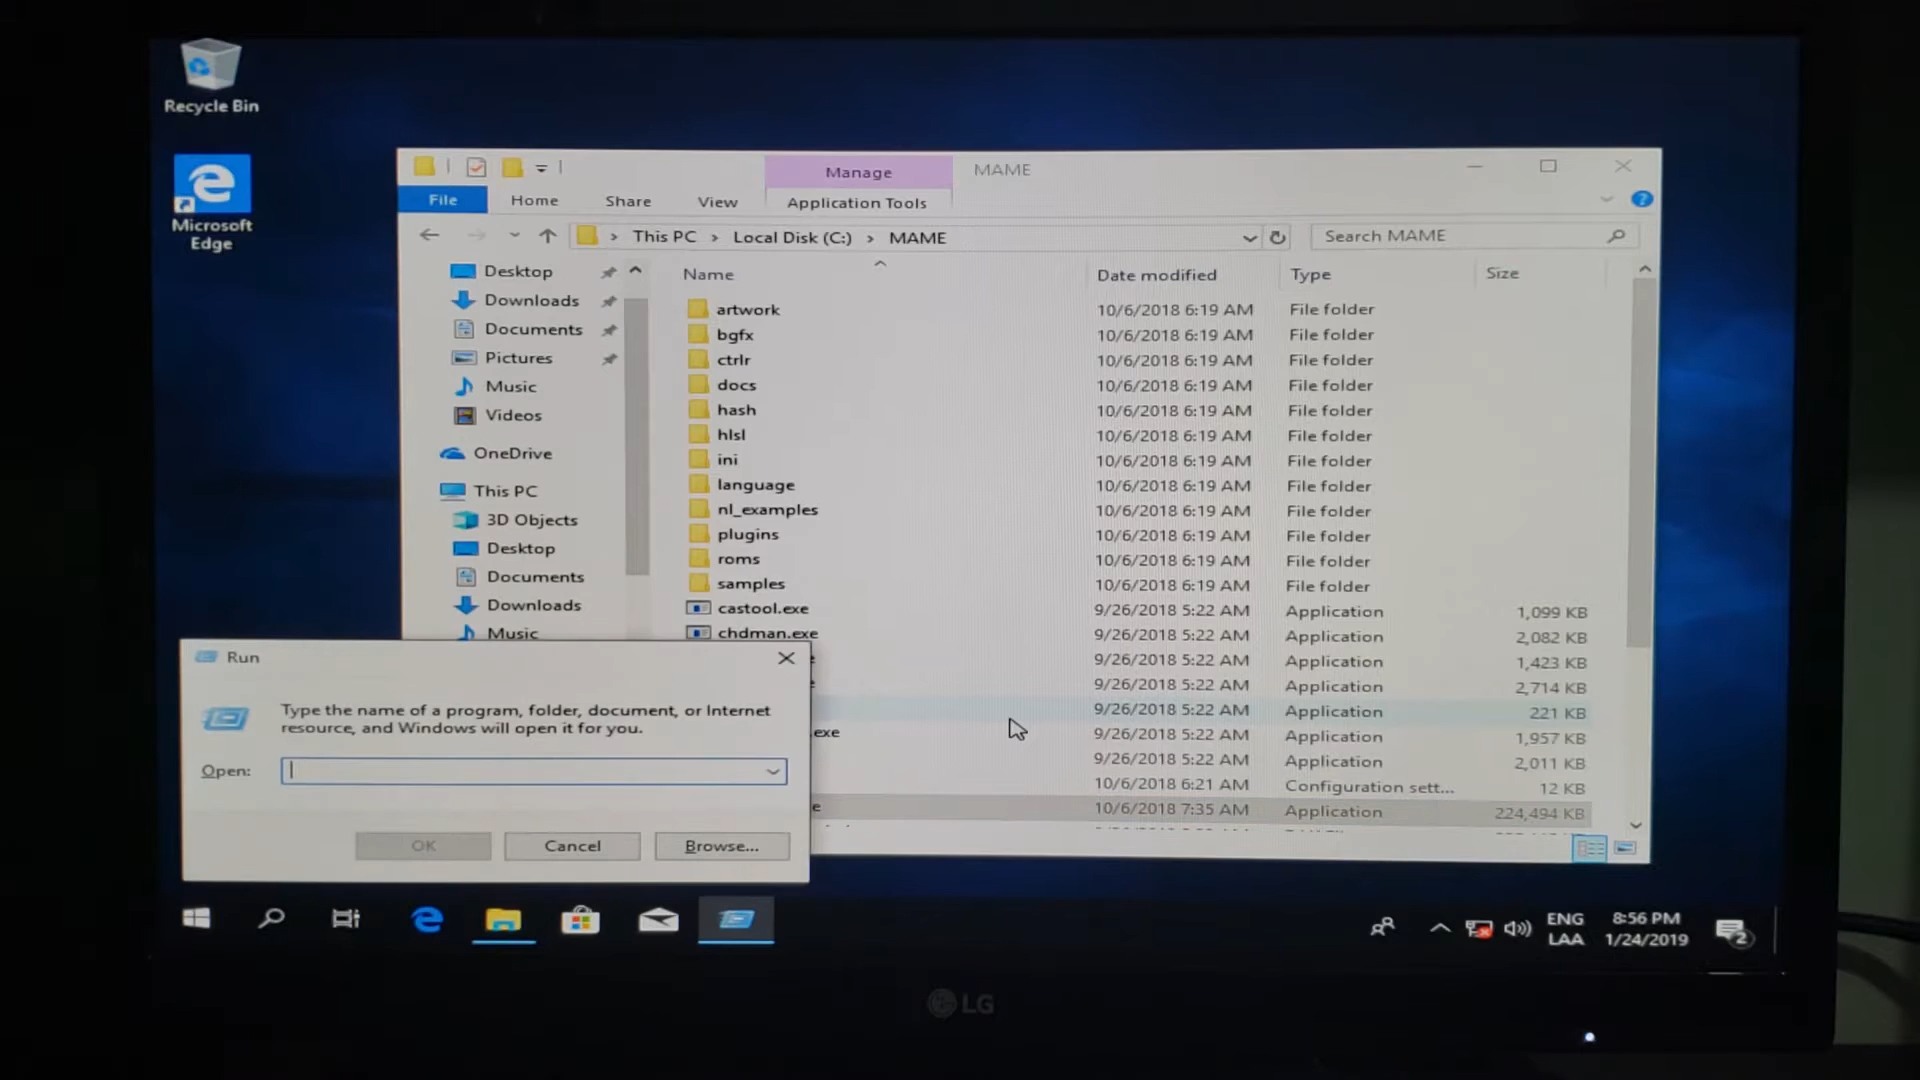 Recycle Bin
Microsoft
Edge
Manage
MAME
File
Home
Share
View
Application Tools
This PC > Local Disk (C:) > MAME
Search MAME
Desktop
Downloads
Documents
Pictures
Music
Videos
OneDrive
This PC
3D Objects
Desktop
Documents
Downloads
Music
Name Date modified Type Size
artwork 10/6/2018 6:19 AM File folder
bgfx 10/6/2018 6:19 AM File folder
ctrlr 10/6/2018 6:19 AM File folder
docs 10/6/2018 6:19 AM File folder
hash 10/6/2018 6:19 AM File folder
hlsl 10/6/2018 6:19 AM File folder
ini 10/6/2018 6:19 AM File folder
language 10/6/2018 6:19 AM File folder
nl_examples 10/6/2018 6:19 AM File folder
plugins 10/6/2018 6:19 AM File folder
roms 10/6/2018 6:19 AM File folder
samples 10/6/2018 6:19 AM File folder
castool.exe 9/26/2018 5:22 AM Application 1,099 KB
chdman.exe 9/26/2018 5:22 AM Application 2,082 KB
9/26/2018 5:22 AM Application 1,423 KB
9/26/2018 5:22 AM Application 2,714 KB
9/26/2018 5:22 AM Application 221 KB
.exe 9/26/2018 5:22 AM Application 1,957 KB
9/26/2018 5:22 AM Application 2,011 KB
10/6/2018 6:21 AM Configuration sett... 12 KB
e 10/6/2018 7:35 AM Application 224,494 KB
Run
Type the name of a program, folder, document, or Internet
resource, and Windows will open it for you.
Open:
OK
Cancel
Browse...
ENG
LAA
8:56 PM
1/24/2019
2
LG